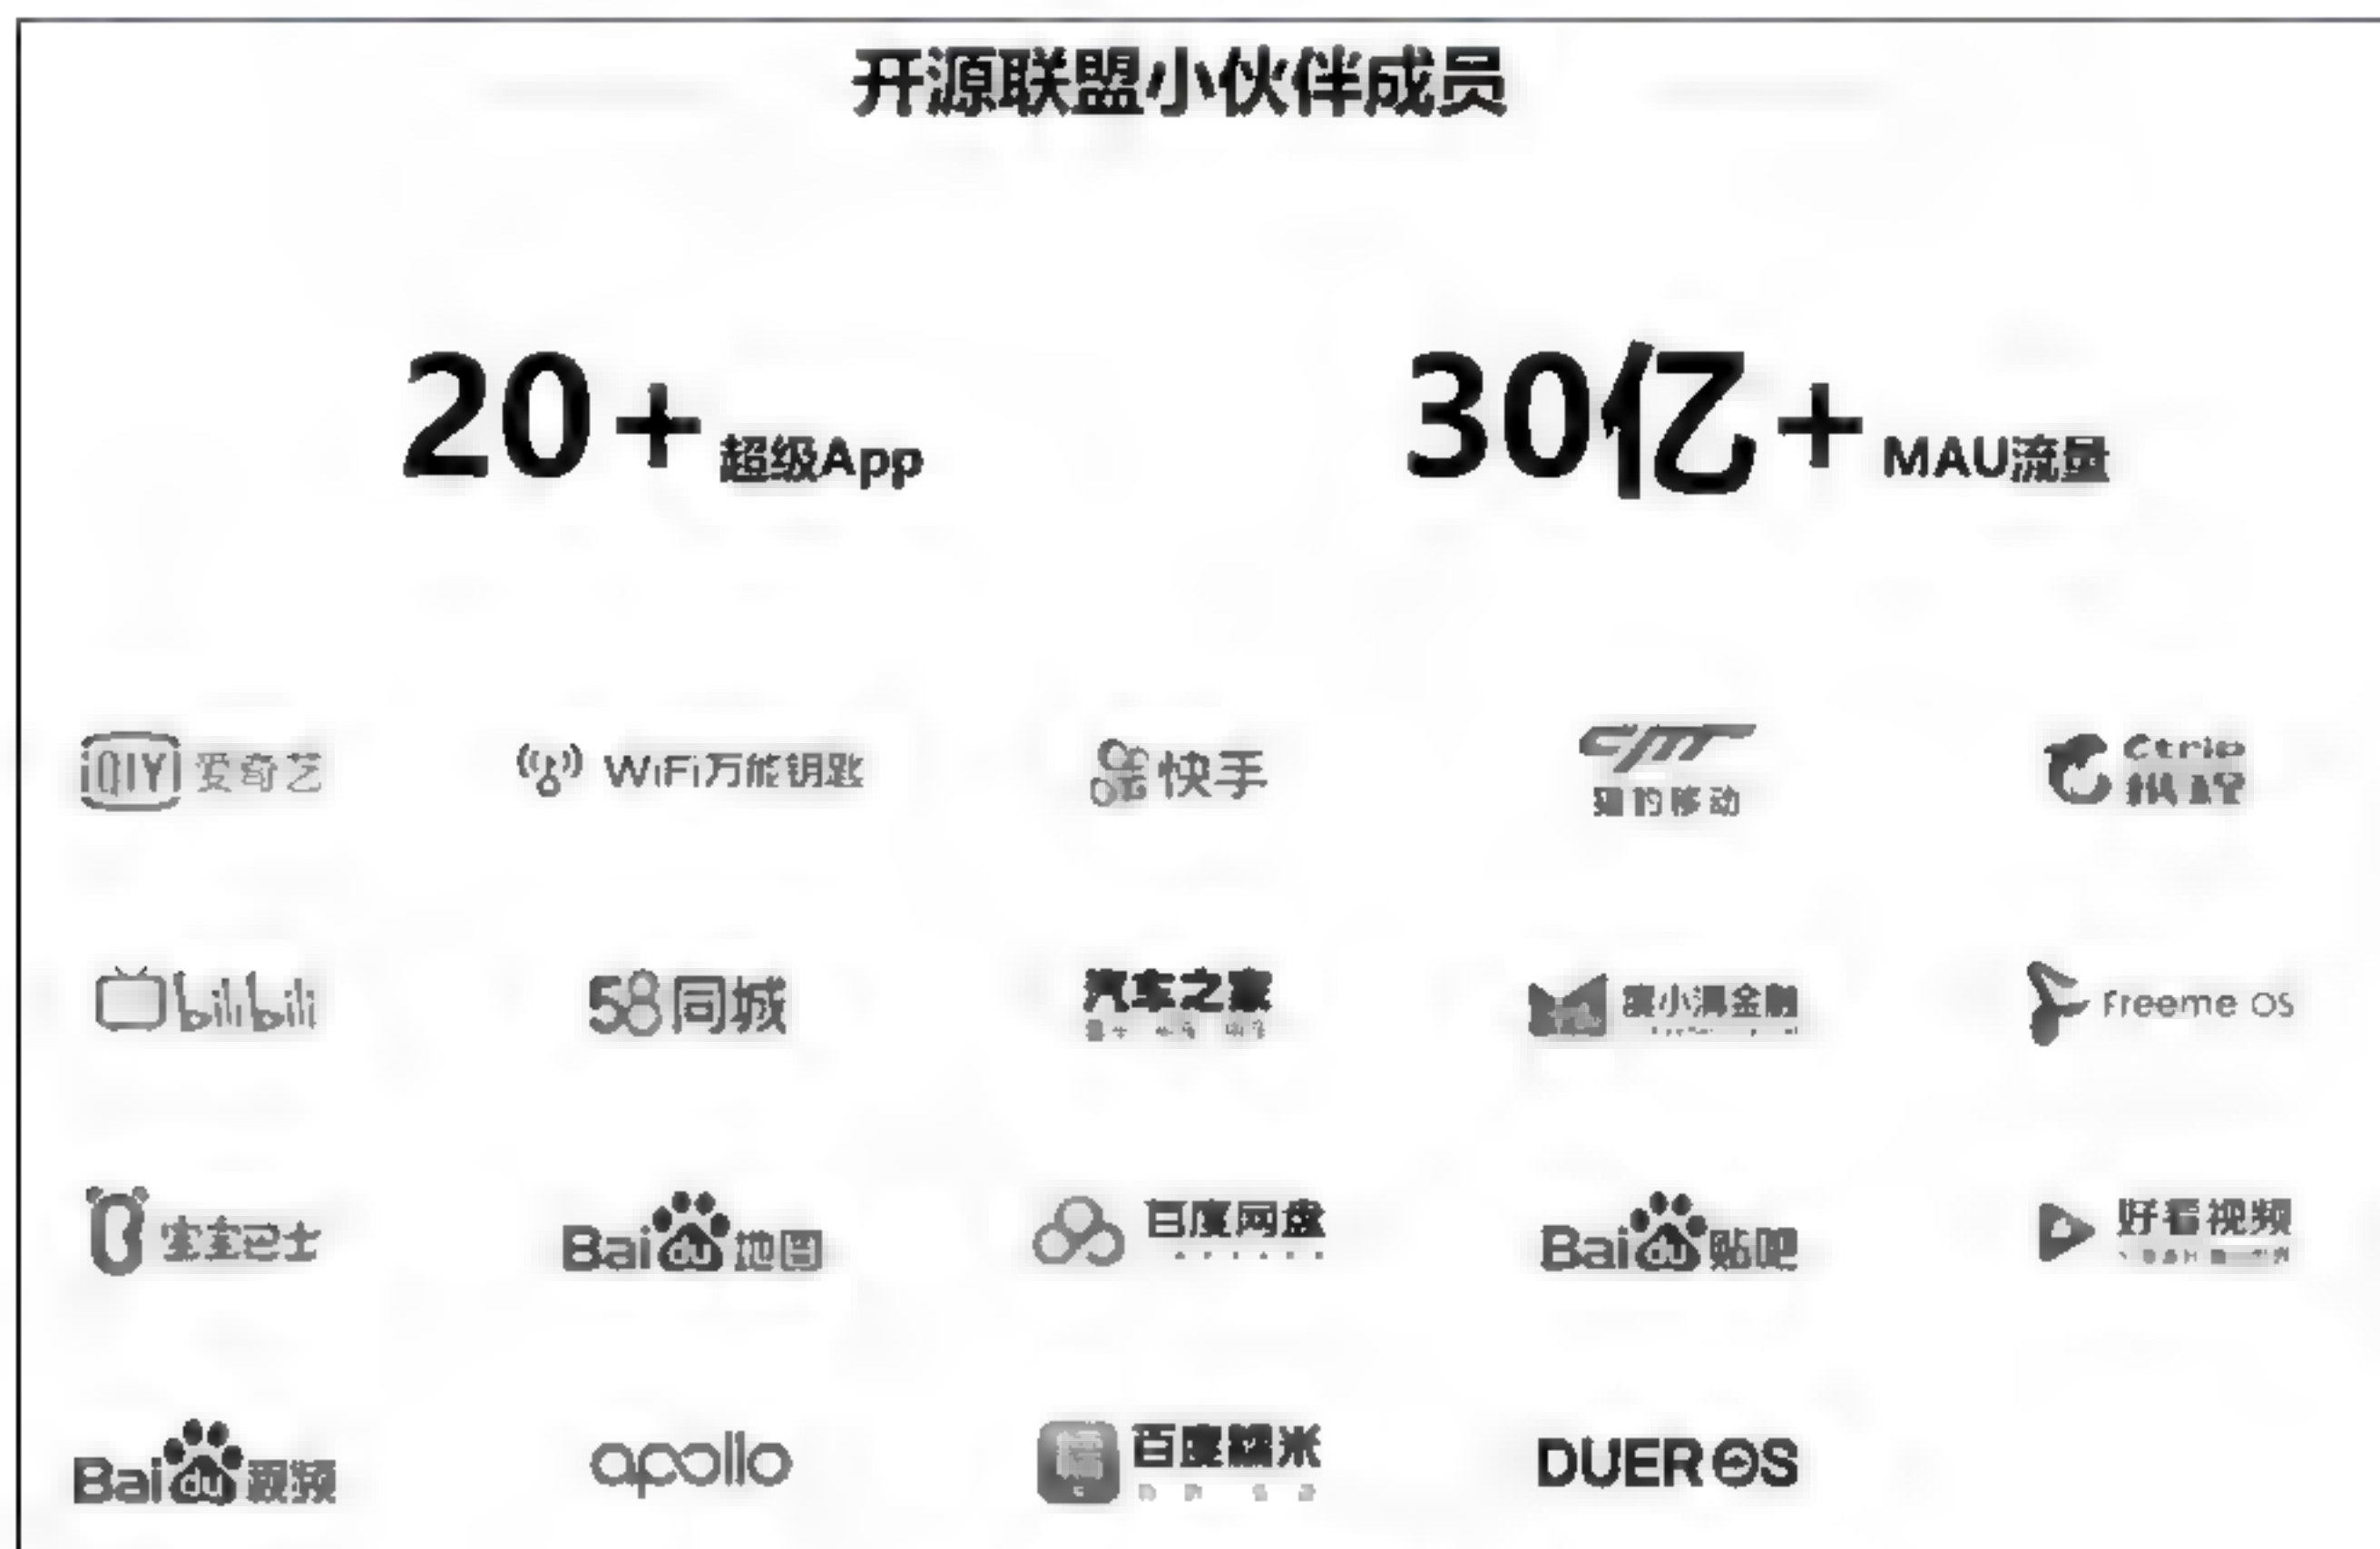 开源联盟小伙伴成员
20+超级App
30亿+MAU流量
iQIYI 爱奇艺
WiFi万能钥匙
快手
cm
猎豹移动
Ctrip
携程
bilibili
58同城
汽车之家
度小满金融
Freeme OS
宝宝巴士
Baidu地图
百度网盘
Baidu贴吧
好看视频
Baidu视频
apollo
糯
百度糯米
DUEROS